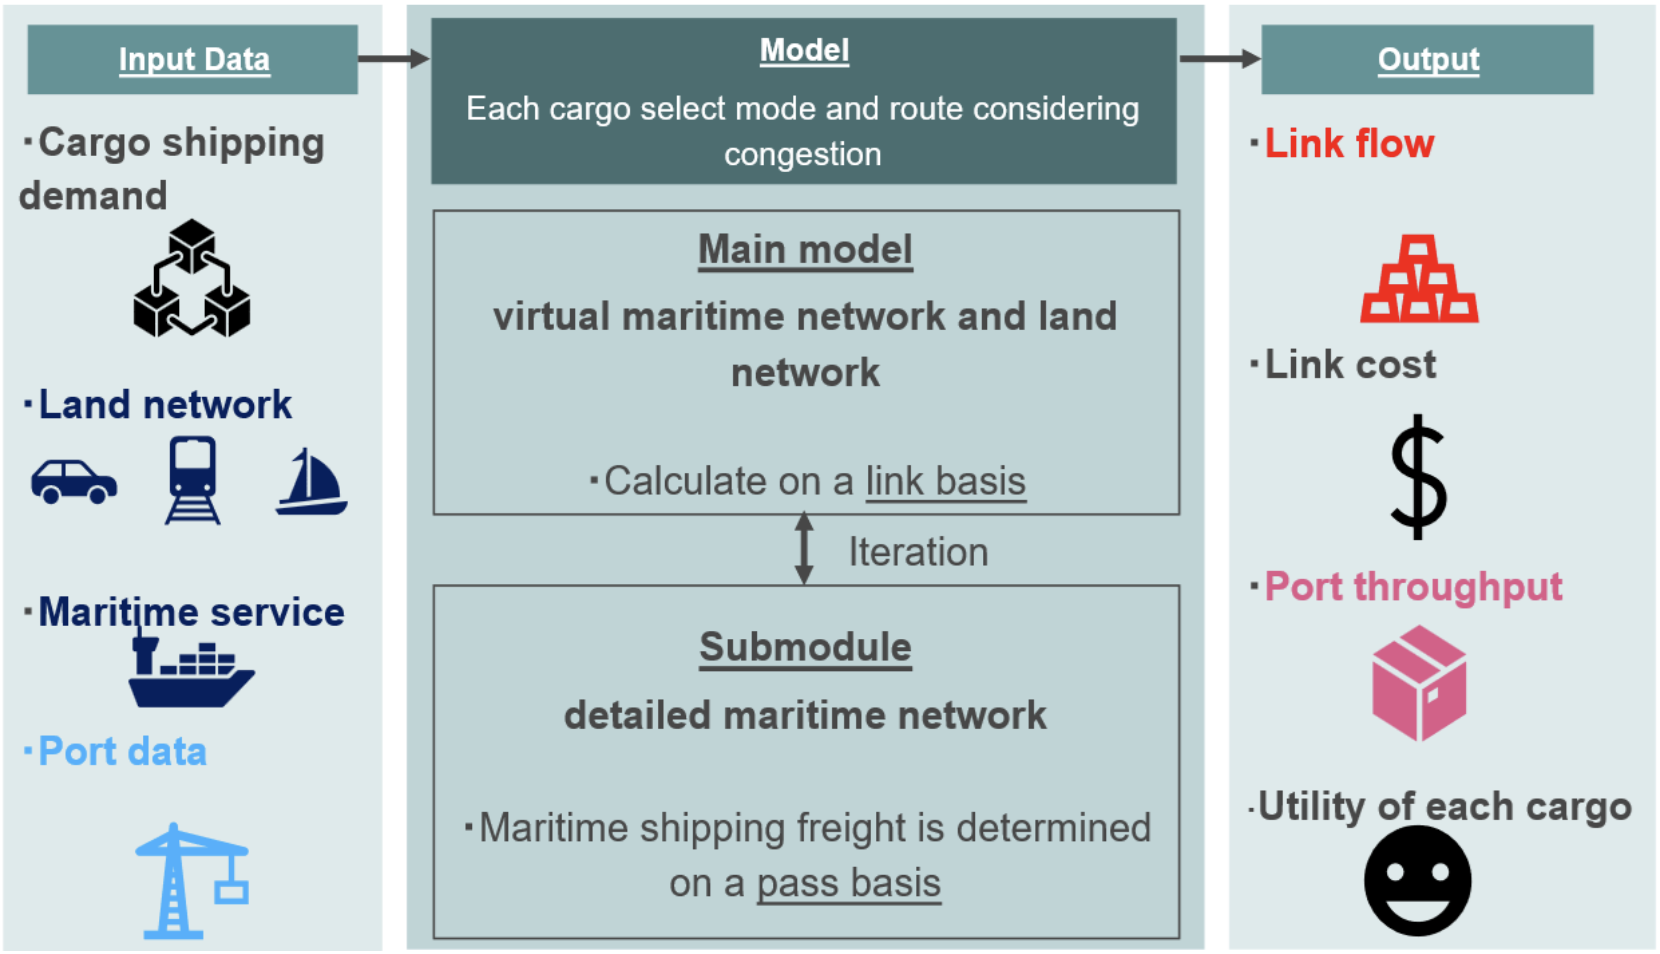 Input Data
・Cargo shipping
demand
・Land network
・Maritime service
・Port data
Model
Each cargo select mode and route considering
congestion
Main model
virtual maritime network and land
network
・Calculate on a link basis
Iteration
Submodule
detailed maritime network
・Maritime shipping freight is determined
on a pass basis
Output
・Link flow
・Link cost
・Port throughput
・Utility of each cargo